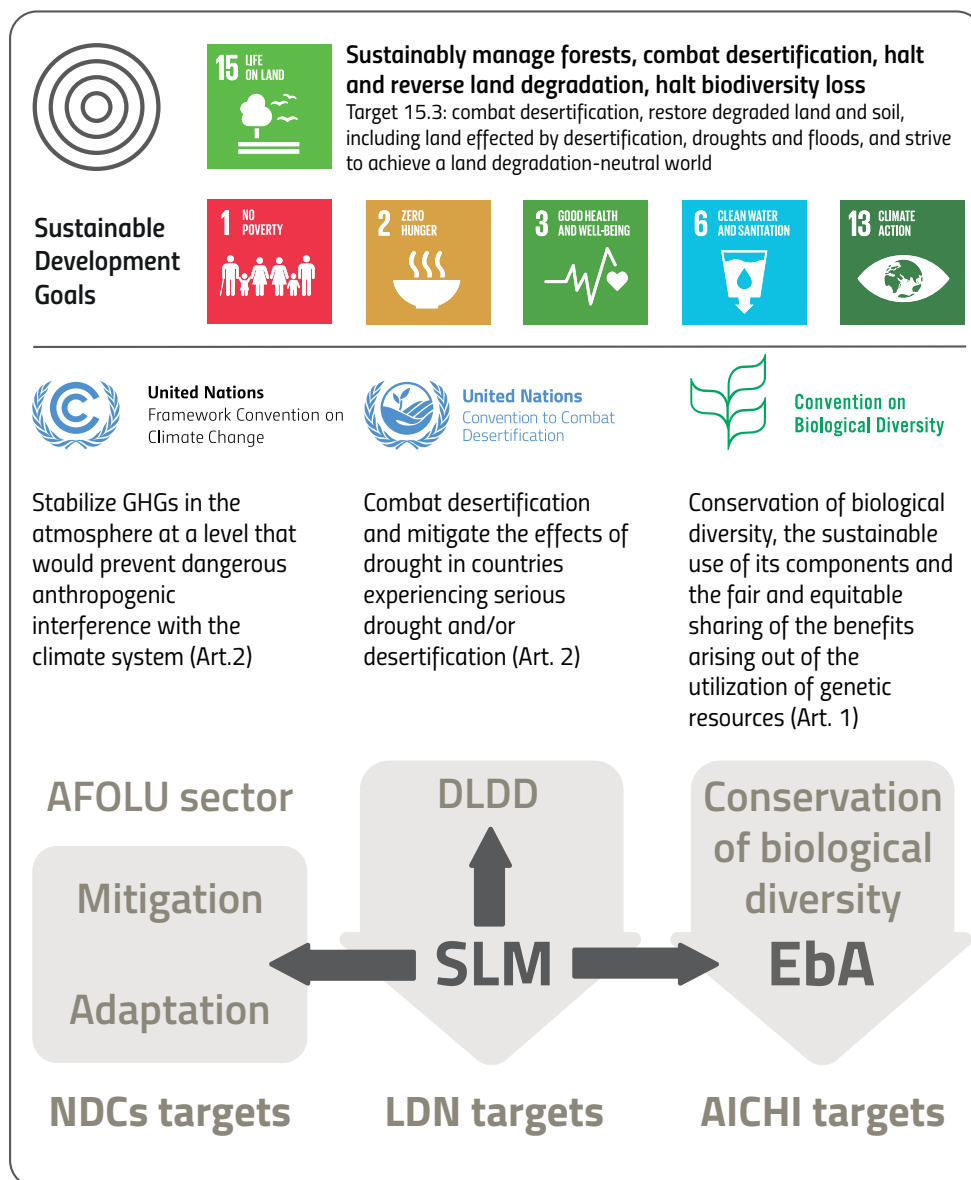 15 LIFE
ON LAND
Sustainably manage forests, combat desertification, halt
and reverse land degradation, halt biodiversity loss
Target 15.3: combat desertification, restore degraded land and soil,
including land effected by desertification, droughts and floods, and strive
to achieve a land degradation-neutral world
Sustainable
Development
Goals
1 NO
POVERTY
2 ZERO
HUNGER
3 GOOD HEALTH
AND WELL-BEING
6 CLEAN WATER
AND SANITATION
13 CLIMATE
ACTION
United Nations
Framework Convention on
Climate Change
United Nations
Convention to Combat
Desertification
Convention on
Biological Diversity
Stabilize GHGs in the
atmosphere at a level that
would prevent dangerous
anthropogenic
interference with the
climate system (Art.2)
Combat desertification
and mitigate the effects of
drought in countries
experiencing serious
drought and/or
desertification (Art. 2)
Conservation of biological
diversity, the sustainable
use of its components and
the fair and equitable
sharing of the benefits
arising out of the
utilization of genetic
resources (Art. 1)
AFOLU sector
Mitigation
Adaptation
NDCs targets
DLDD
SLM
LDN targets
Conservation
of biological
diversity
EbA
AICHI targets